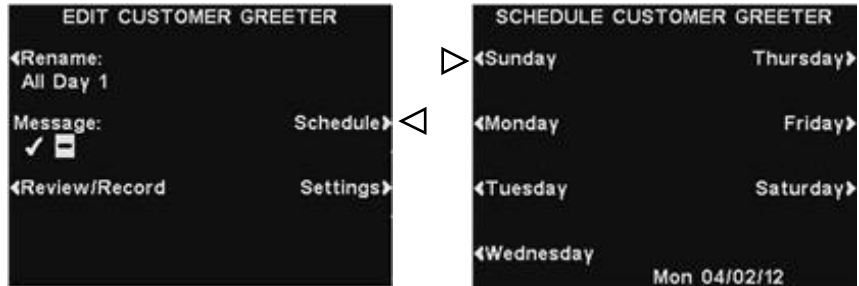 EDIT CUSTOMER GREETER
Rename:
All Day 1
Message:
Schedule
Review/Record
Settings
SCHEDULE CUSTOMER GREETER
Sunday
Thursday
Monday
Friday
Tuesday
Saturday
Wednesday
Mon 04/02/12